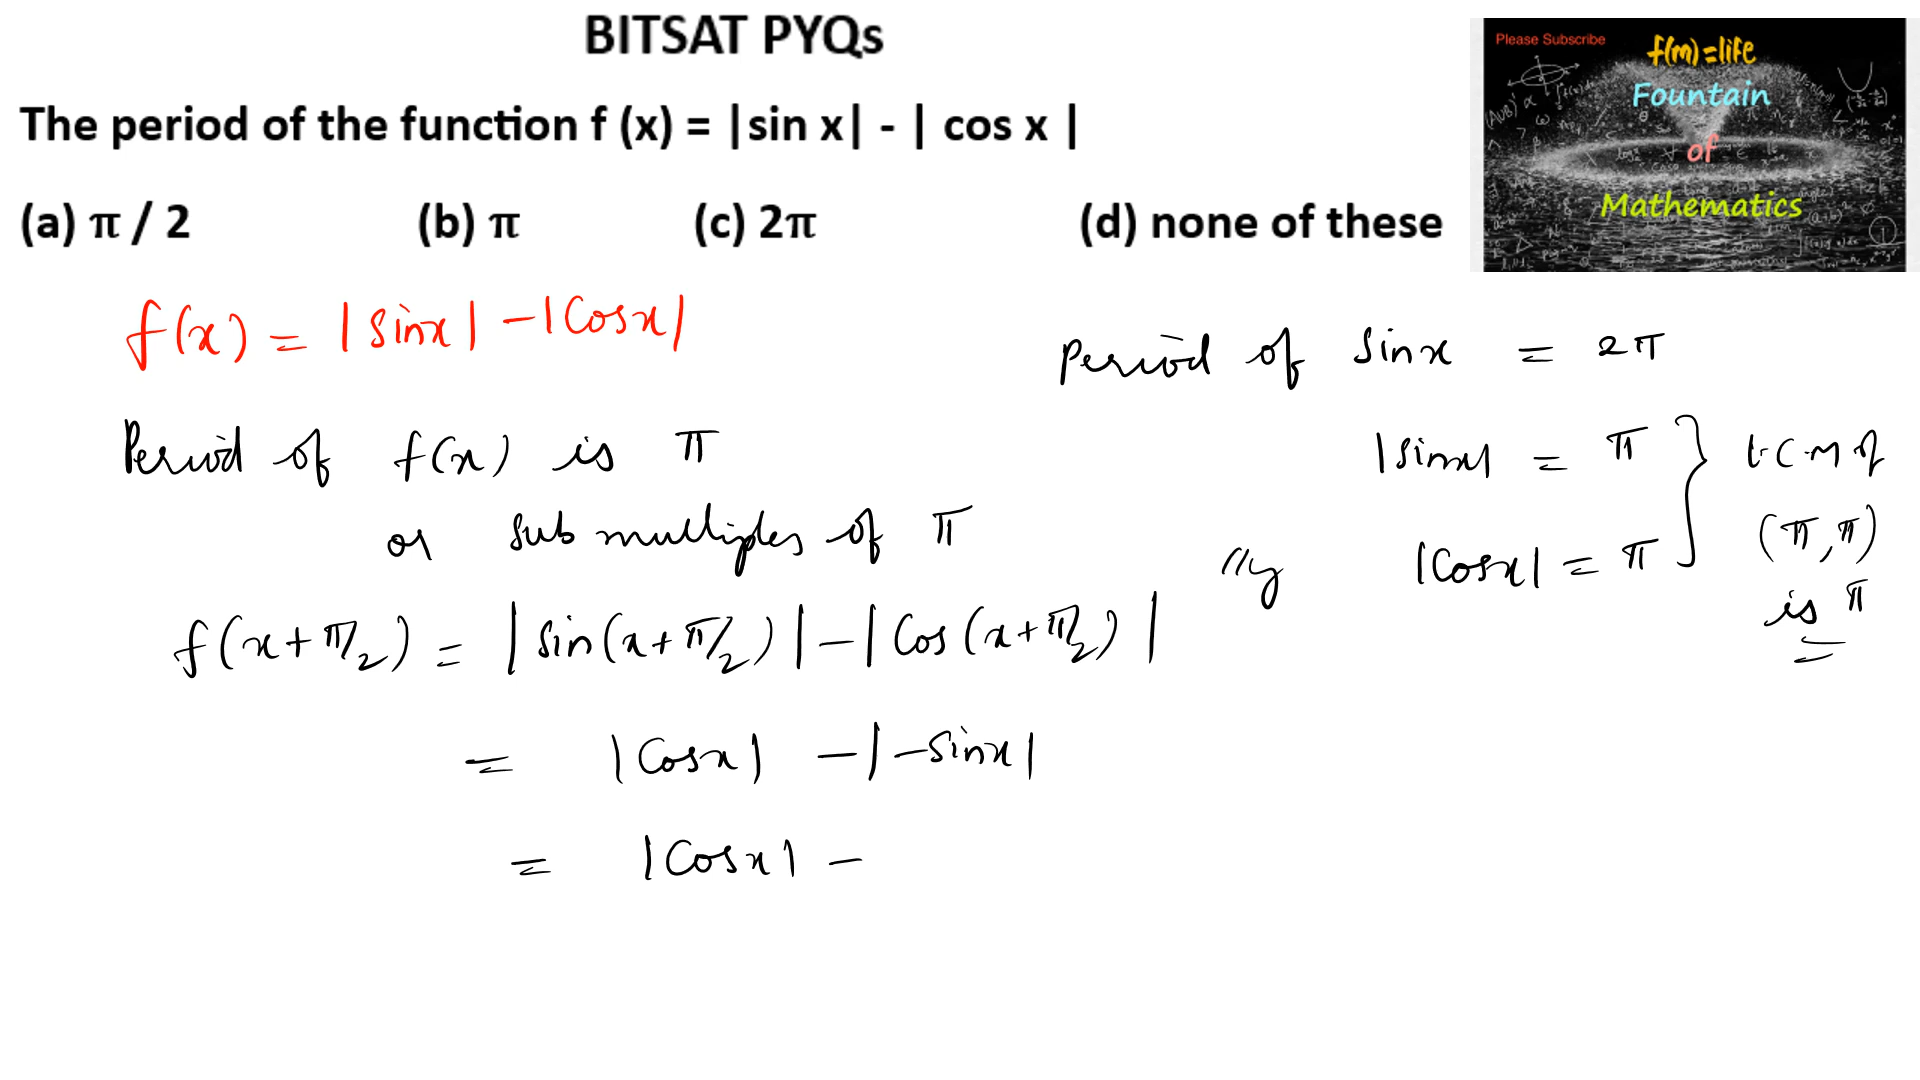 BITSAT PYQs
The period of the function f (x) = |sin x| - | cos x |
(a) π / 2 (b) π (c) 2π (d) none of these
Please Subscribe
f(m)=life
Fountain
of
Mathematics
f(x) = |sinx| - |Cosx|
Period of f(x) is π
or sub multiples of π
f(x+π/2) = |sin(x+π/2)| - |Cos(x+π/2)|
= |Cosx| - |-sinx|
= |Cosx| -
Period of sinx = 2π
|sinx| = π } L.C.M of
lly |Cosx| = π (π,π)
is π